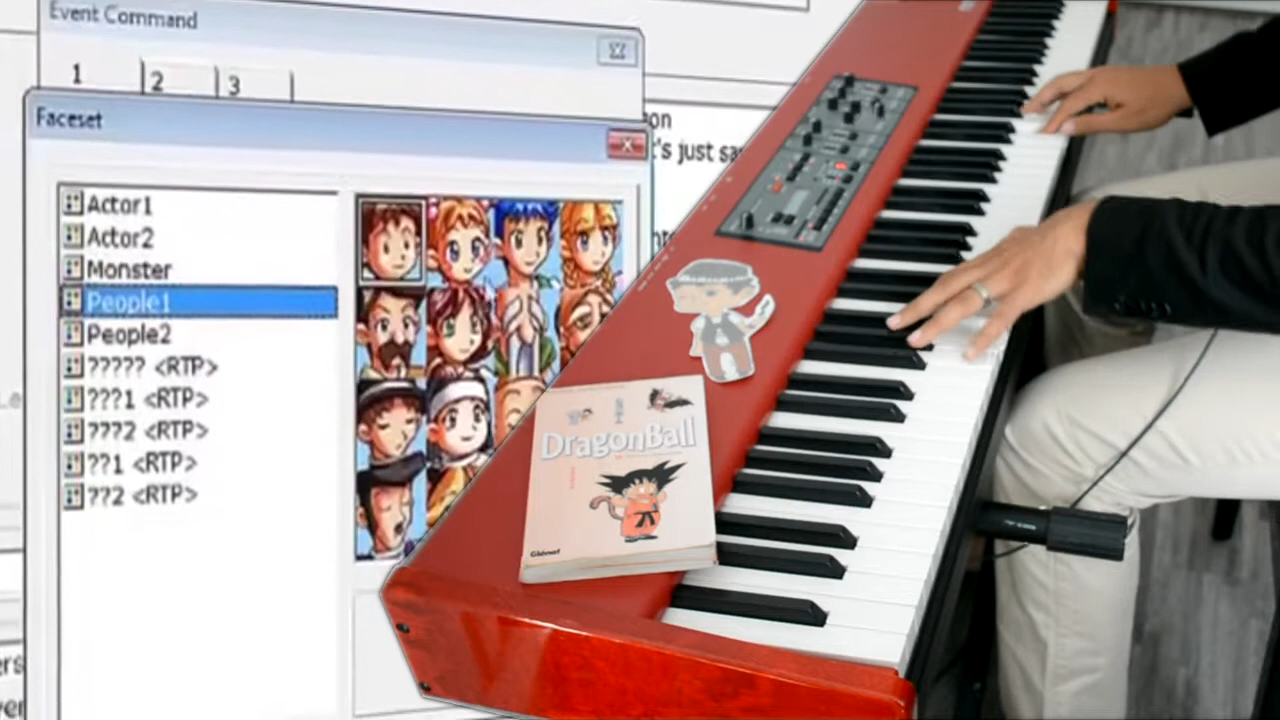 Event Command
1 2 3
Faceset
Actor1
Actor2
Monster
People1
People2
????? <RTP>
???1 <RTP>
???2 <RTP>
??1 <RTP>
??2 <RTP>
't's just
DragonBall
Glénat